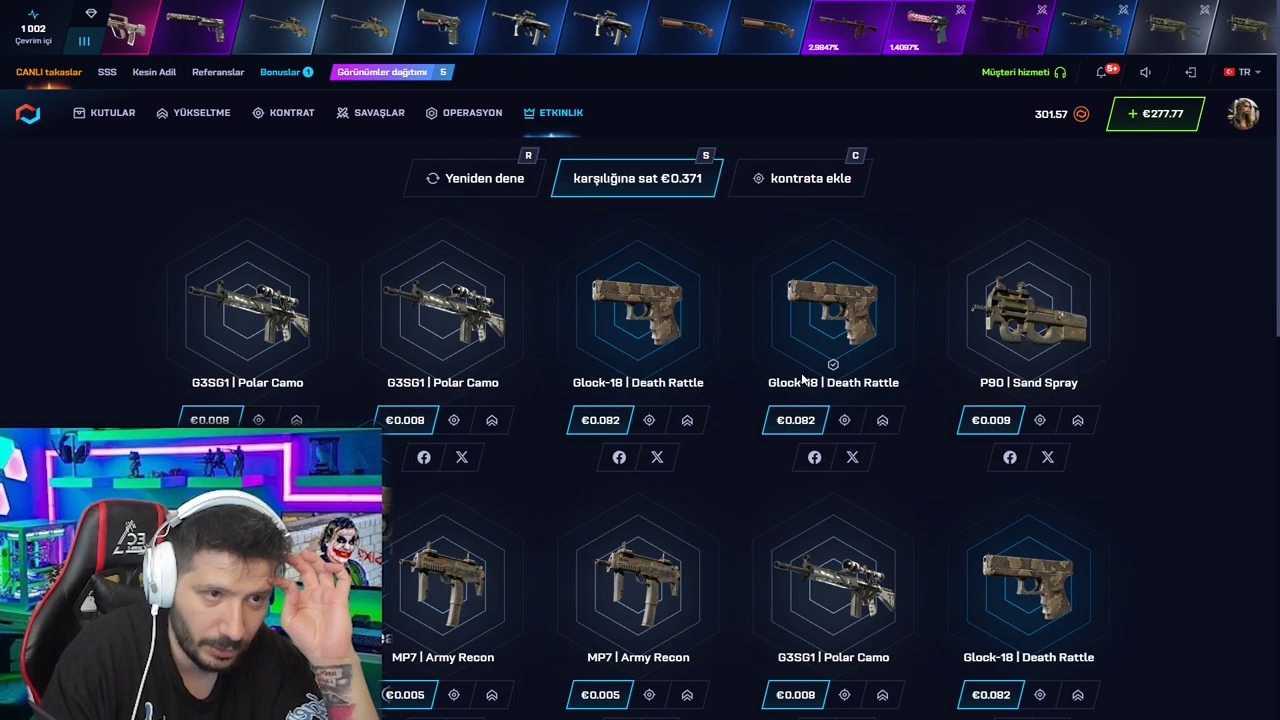 1 002
Çevrim içi
2.9847%
1.4097%
CANLI takaslar
SSS
Kesin Adil
Referanslar
Bonuslar 1
Görünümler dağıtımı 5
Müşteri hizmeti
5+
TR
KUTULAR
YÜKSELTME
KONTRAT
SAVAŞLAR
OPERASYON
ETKINLIK
301.57
+ €277.77
R
S
C
Yeniden dene
karşılığına sat €0.371
kontrata ekle
G3SG1 | Polar Camo
G3SG1 | Polar Camo
Glock-18 | Death Rattle
Glock-18 | Death Rattle
P90 | Sand Spray
€0.008
€0.008
€0.082
€0.082
€0.009
MP7 | Army Recon
MP7 | Army Recon
G3SG1 | Polar Camo
Glock-18 | Death Rattle
€0.005
€0.005
€0.008
€0.082